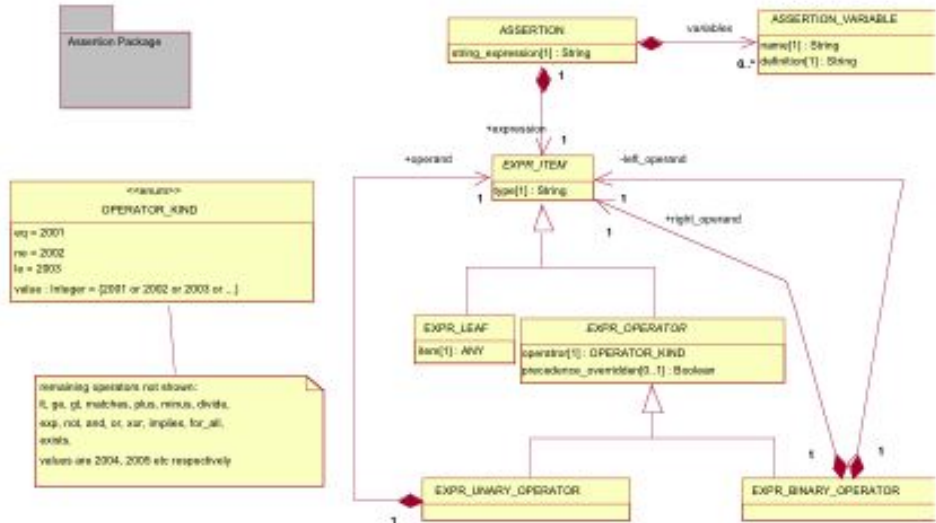 Assertion Package
ASSERTION
string_expression[1] : String
1
variables
0..*
ASSERTION_VARIABLE
name[1] : String
definition[1] : String
+expression
1
+operand
1
EXPR_ITEM
type[1] : String
-left_operand
1
+right_operand
1
<<enum>>
OPERATOR_KIND
eq = 2001
ne = 2002
le = 2003
value : Integer = {2001 or 2002 or 2003 or ...}
EXPR_LEAF
item[1] : ANY
EXPR_OPERATOR
operator[1] : OPERATOR_KIND
precedence_overridden[0..1] : Boolean
remaining operators not shown:
lt, ge, gt, matches, plus, minus, divide,
exp, not, and, or, xor, implies, for_all,
exists,
values are 2004, 2005 etc respectively
1
1
EXPR_UNARY_OPERATOR
1
EXPR_BINARY_OPERATOR